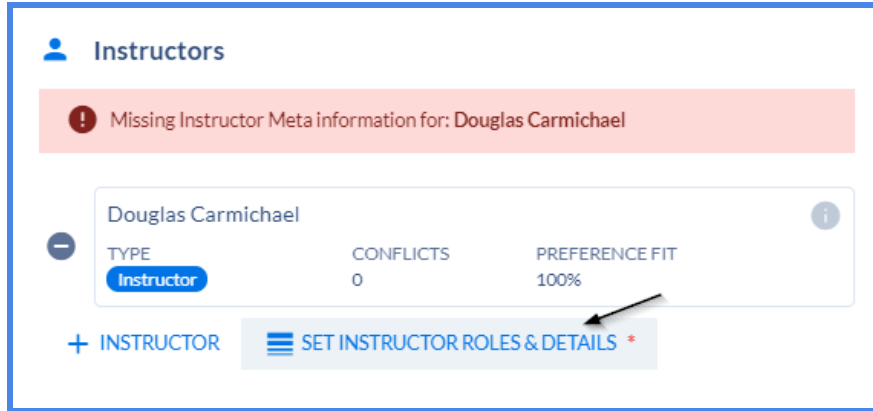 Instructors
Missing Instructor Meta information for: Douglas Carmichael
Douglas Carmichael
TYPE CONFLICTS PREFERENCE FIT
Instructor 0 100%
+ INSTRUCTOR SET INSTRUCTOR ROLES & DETAILS *